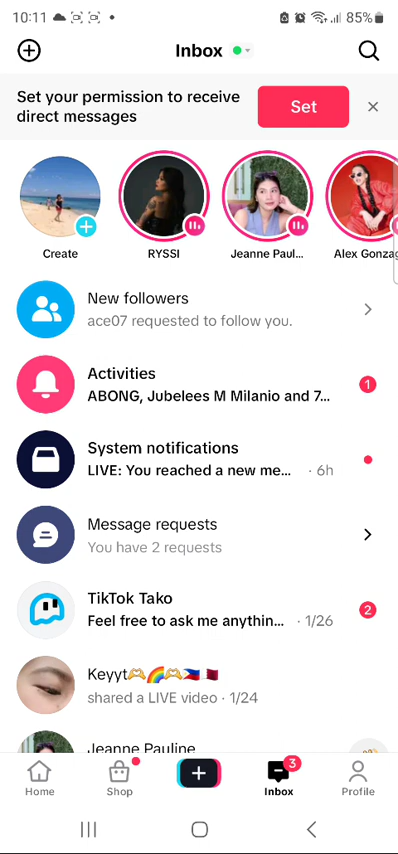 10:11
85%
Inbox
Set your permission to receive
direct messages
Set
Create
RYSSI
Jeanne Paul...
Alex Gonzag
New followers
ace07 requested to follow you.
Activities
1
ABONG, Jubelees M Milanio and 7...
System notifications
LIVE: You reached a new me... · 6h
Message requests
You have 2 requests
TikTok Tako
Feel free to ask me anythin... · 1/26
2
Keyyt🫶🌈🫶🇵🇭🇶🇦
shared a LIVE video · 1/24
Jeanne Pauline
3
Home
Shop
Inbox
Profile